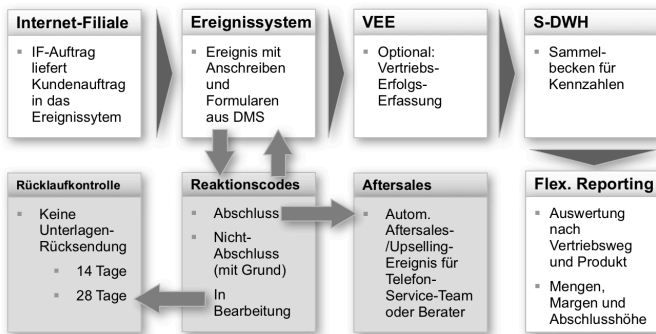 Internet-Filiale
IF-Auftrag
liefert
Kundenauftrag
in das
Ereignissytem
Ereignissystem
Ereignis mit
Anschreiben
und
Formularen
aus DMS
VEE
Optional:
Vertriebs-
Erfolgs-
Erfassung
S-DWH
Sammel-
becken für
Kennzahlen
Rücklaufkontrolle
Keine
Unterlagen-
Rücksendung
14 Tage
28 Tage
Reaktionscodes
Abschluss
Nicht-
Abschluss
(mit Grund)
In
Bearbeitung
Aftersales
Autom.
Aftersales-
/Upselling-
Ereignis für
Telefon-
Service-Team
oder Berater
Flex. Reporting
Auswertung
nach
Vertriebsweg
und Produkt
Mengen,
Margen und
Abschlusshöhe